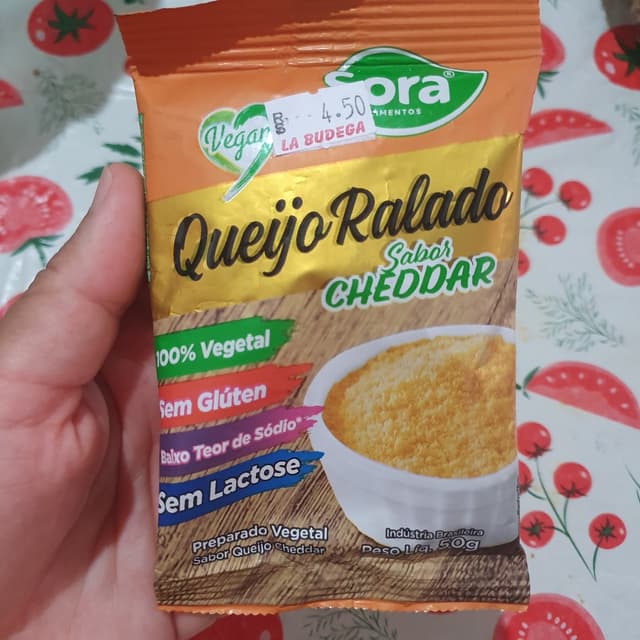 Sora®
ALIMENTOS
Vegan
R$ 4.50
LA BUDEGA
Queijo Ralado
Sabor
CHEDDAR
100% Vegetal
Sem Glúten
Baixo Teor de Sódio*
Sem Lactose
Preparado Vegetal
Sabor Queijo Cheddar
Indústria Brasileira
Peso Líq. 50g